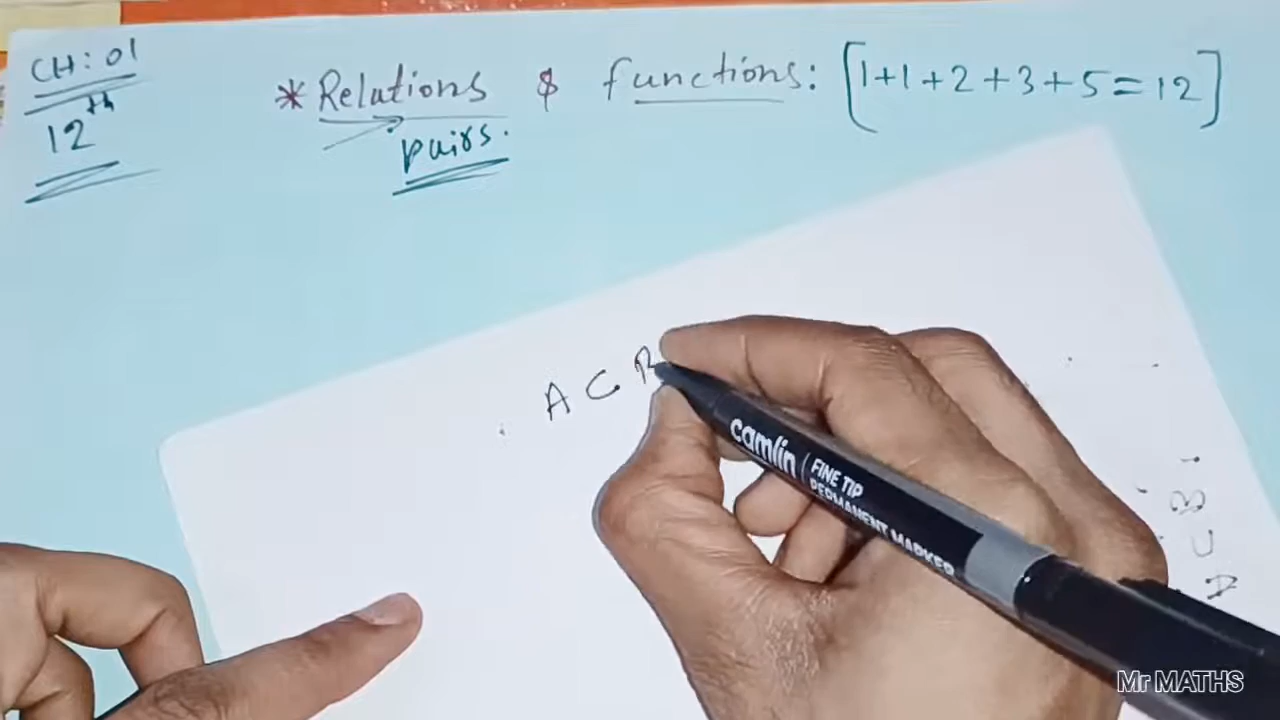 CH: 01
12th
* Relations & functions: [1+1+2+3+5=12]
pairs.
A C B
A C B
camlin FINE TIP
PERMANENT MARKER
Mr MATHS